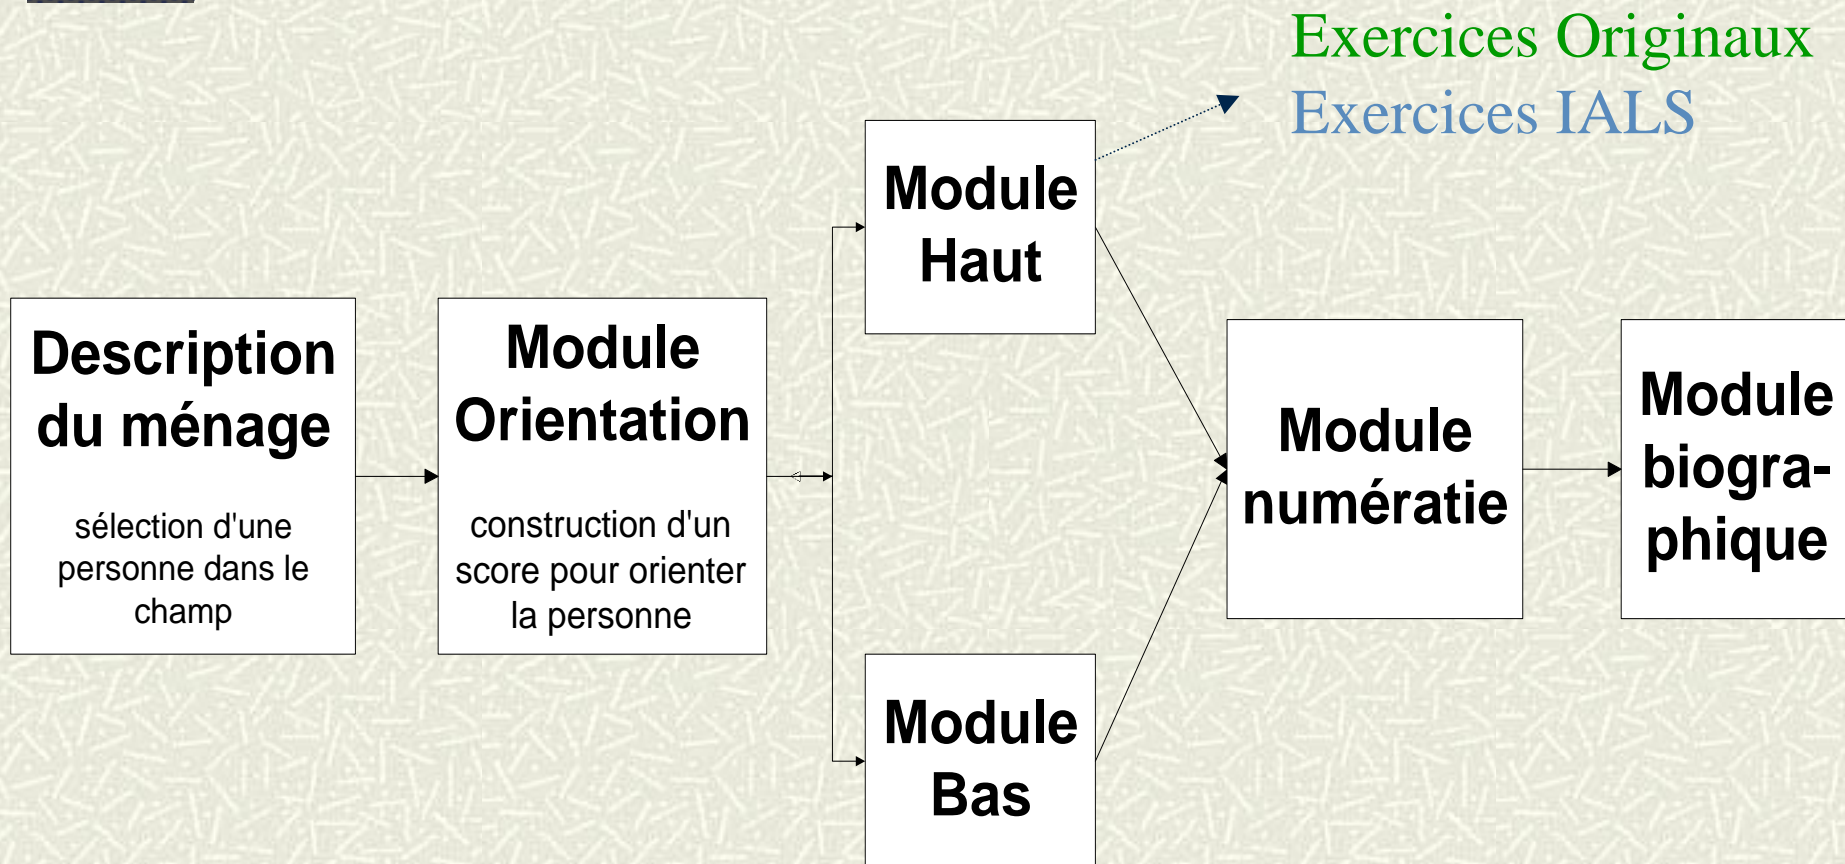 Exercices Originaux
Exercices IALS
Description
du ménage
sélection d'une
personne dans le
champ
Module
Orientation
construction d'un
score pour orienter
la personne
Module
Haut
Module
Bas
Module
numératie
Module
biogra-
phique